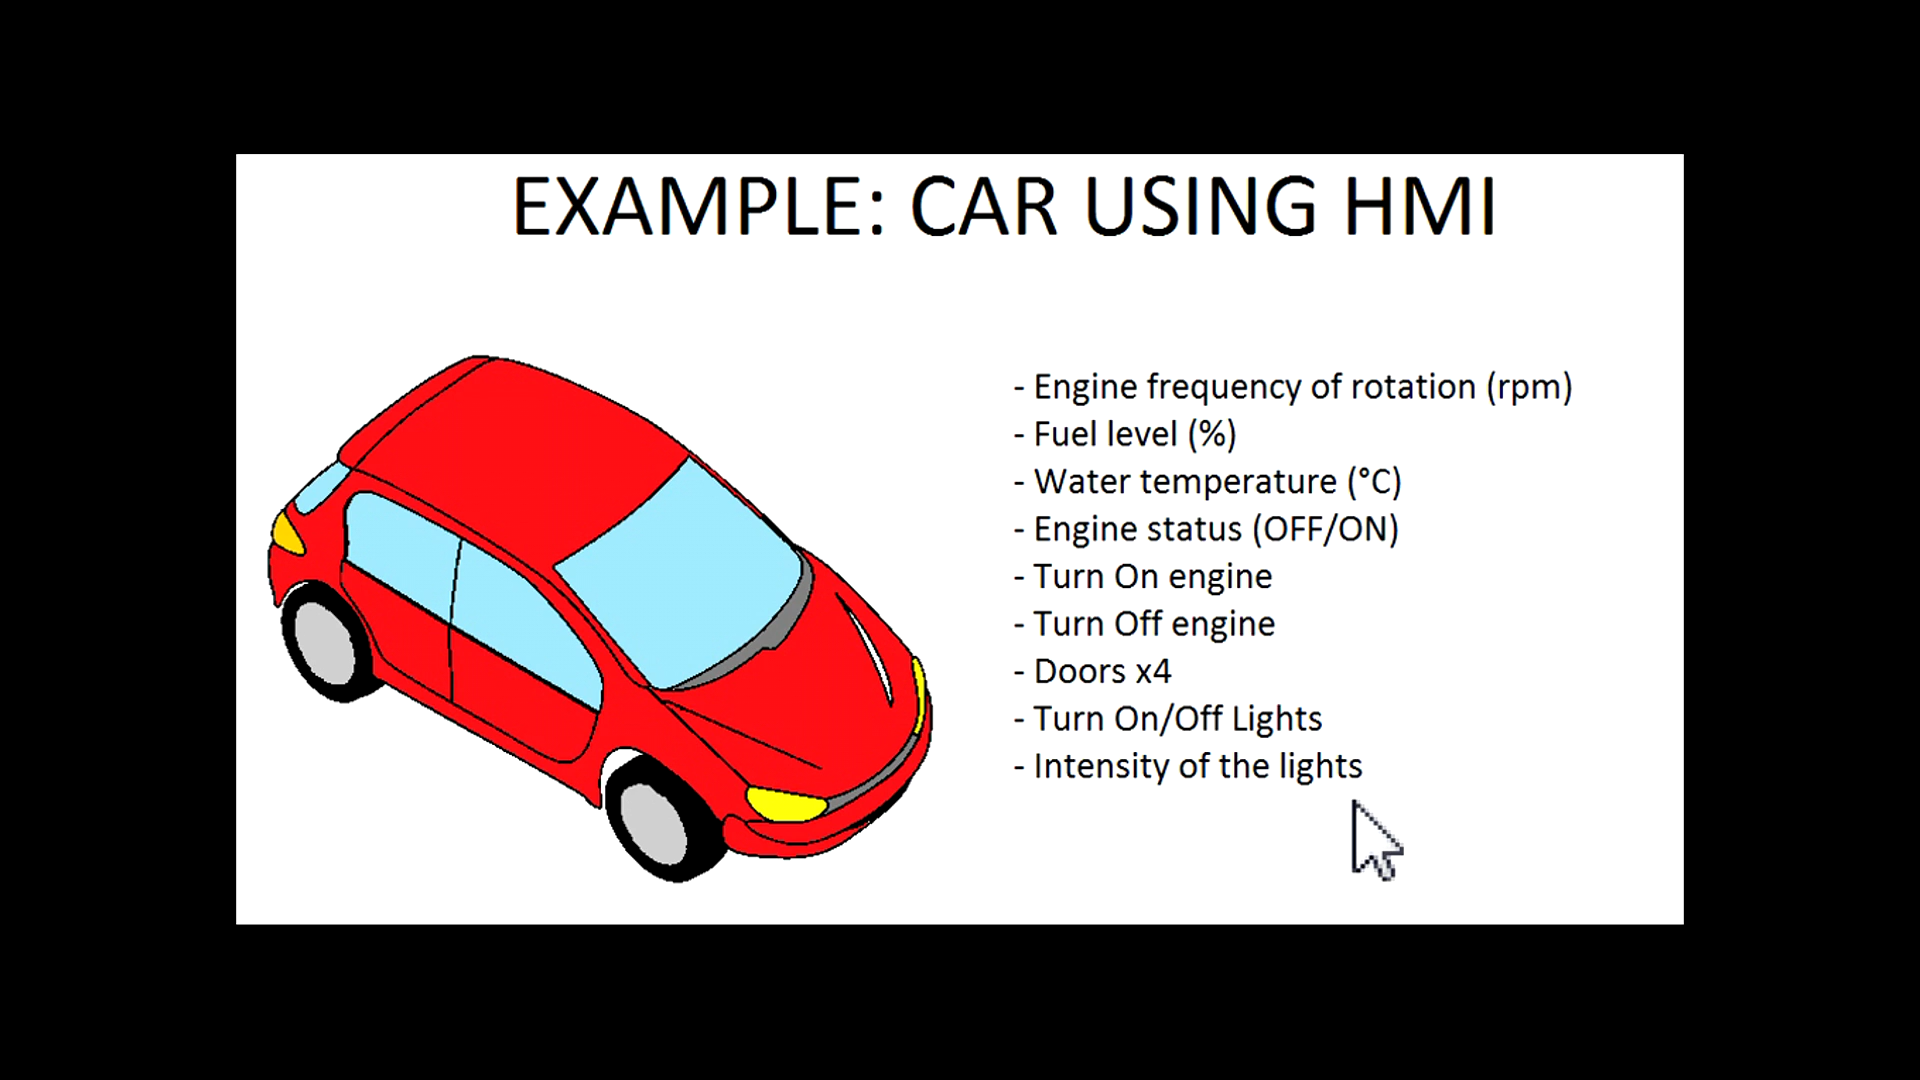 EXAMPLE: CAR USING HMI
- Engine frequency of rotation (rpm)
- Fuel level (%)
- Water temperature (°C)
- Engine status (OFF/ON)
- Turn On engine
- Turn Off engine
- Doors x4
- Turn On/Off Lights
- Intensity of the lights